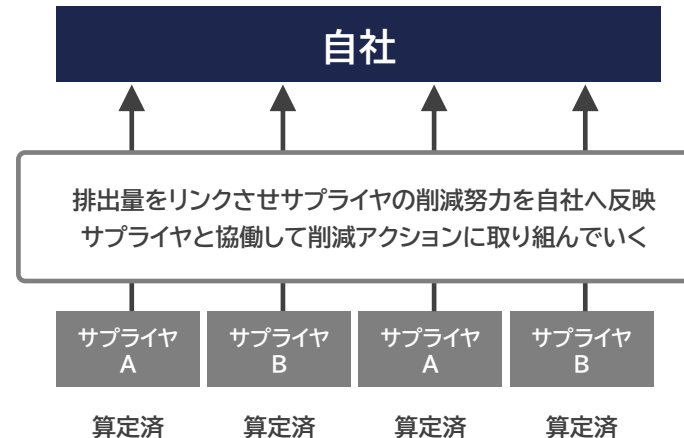 自社
排出量をリンクさせサプライヤの削減努力を自社へ反映
サプライヤと協働して削減アクションに取り組んでいく
サプライヤ サプライヤ サプライヤ サプライヤ
A B A B
算定済 算定済 算定済 算定済